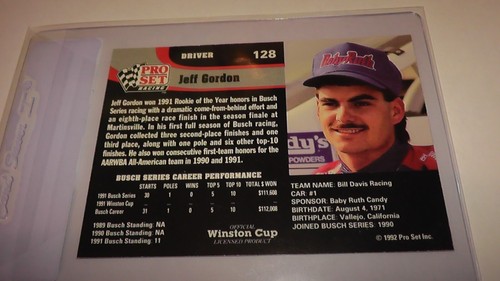 DRIVER 128
PRO SET RACING
Jeff Gordon
Baby Ruth
Jeff Gordon won 1991 Rookie of the Year honors in Busch
Series racing with a dramatic come-from-behind effort and
an eighth-place race finish in the season finale at
Martinsville. In his first full season of Busch racing,
Gordon collected three second-place finishes and one
third place, along with one pole and six other top-10
finishes. He also won consecutive first-team honors for the
AARWBA All-American team in 1990 and 1991.
dy's
POWDERS
BUSCH SERIES CAREER PERFORMANCE
STARTS POLES WINS TOP 5 TOP 10 TOTAL $ WON
1991 Busch Series 30 1 0 5 10 $111,608
1991 Winston Cup
Busch Career 31 1 0 5 10 $112,008
1989 Busch Standing: NA
1990 Busch Standing: NA
1991 Busch Standing: 11
OFFICIAL
Winston Cup
LICENSED PRODUCT
TEAM NAME: Bill Davis Racing
CAR: #1
SPONSOR: Baby Ruth Candy
BIRTHDATE: August 4, 1971
BIRTHPLACE: Vallejo, California
JOINED BUSCH SERIES: 1990
© 1992 Pro Set Inc.